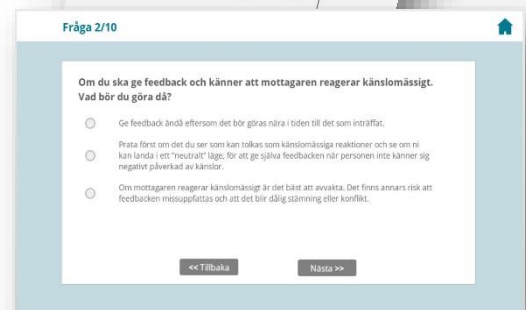 Fråga 2/10
Om du ska ge feedback och känner att mottagaren reagerar känslomässigt.
Vad bör du göra då?
Ge feedback ändå eftersom det bör göras nära i tiden till det som inträffat.
Prata först om det du ser som kan tolkas som känslomässiga reaktioner och se om ni
kan landa i ett "neutralt" läge, för att ge själva feedbacken när personen inte känner sig
negativt påverkad av känslor.
Om mottagaren reagerar känslomässigt är det bäst att avvakta. Det finns annars risk att
feedbacken missuppfattas och att det blir dålig stämning eller konflikt.
<< Tillbaka
Nästa >>